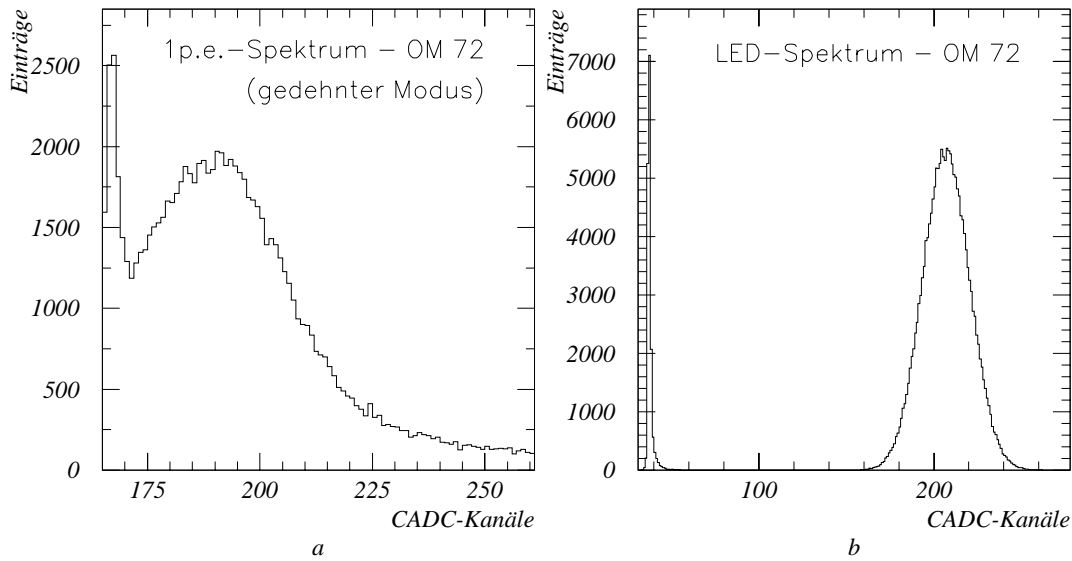 Einträge
1p.e.-Spektrum - OM 72
(gedehnter Modus)
2500
2000
1500
1000
500
0
175 200 225 250
CADC-Kanäle
a
Einträge
LED-Spektrum - OM 72
7000
6000
5000
4000
3000
2000
1000
0
100 200
CADC-Kanäle
b